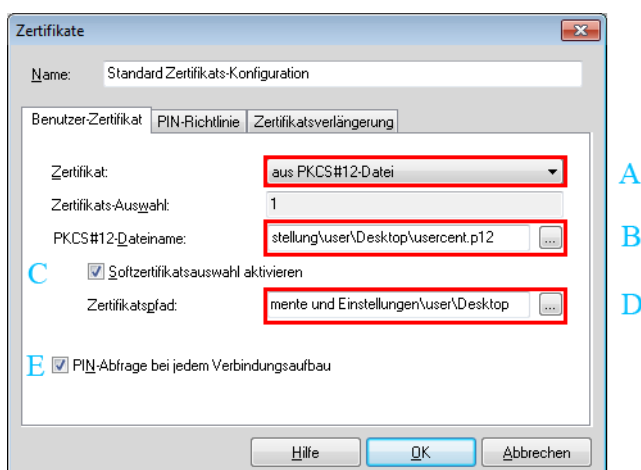 Zertifikate
Name: Standard Zertifikats-Konfiguration
Benutzer-Zertifikat PIN-Richtlinie Zertifikatsverlängerung
Zertifikat: aus PKCS#12-Datei A
Zertifikats-Auswahl: 1
PKCS#12-Dateiname: stellung\user\Desktop\usercent.p12 ... B
C Softzertifikatsauswahl aktivieren
Zertifikatspfad: mente und Einstellungen\user\Desktop ... D
E PIN-Abfrage bei jedem Verbindungsaufbau
Hilfe OK Abbrechen